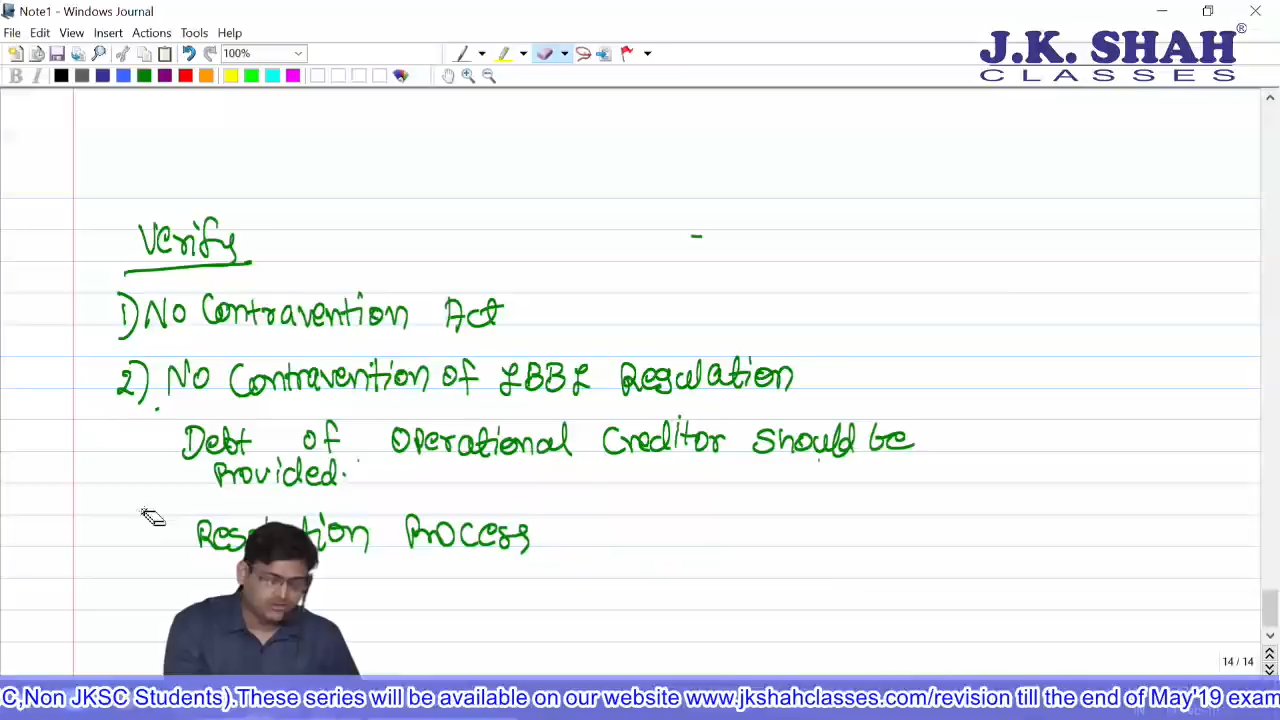 Note1 - Windows Journal
File Edit View Insert Actions Tools Help
100%
B I
J.K. SHAH ®
CLASSES
Verify
1) No Contravention Act
2) No Contravention of IBBI Regulation
Debt of Operational Creditor should be
Provided.
Process
14 / 14
C,Non JKSC Students).These series will be available on our website www.jkshahclasses.com/revision till the end of May'19 exam